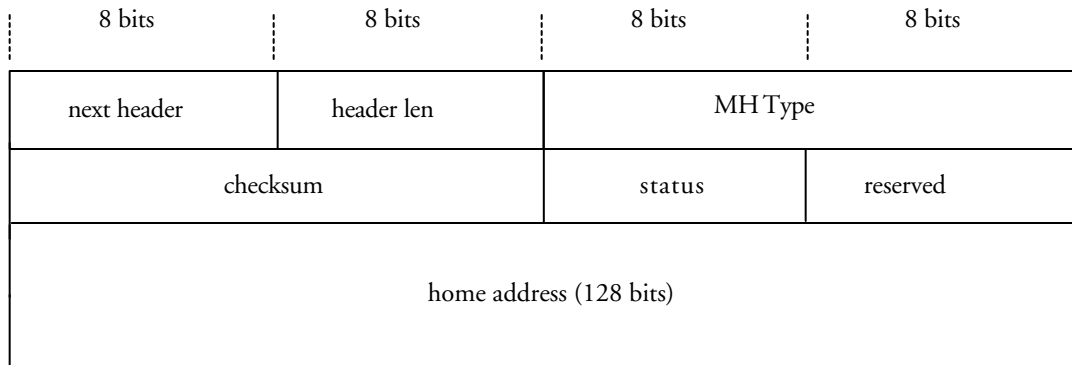 8 bits 8 bits 8 bits 8 bits
next header header len MH Type
checksum status reserved
home address (128 bits)